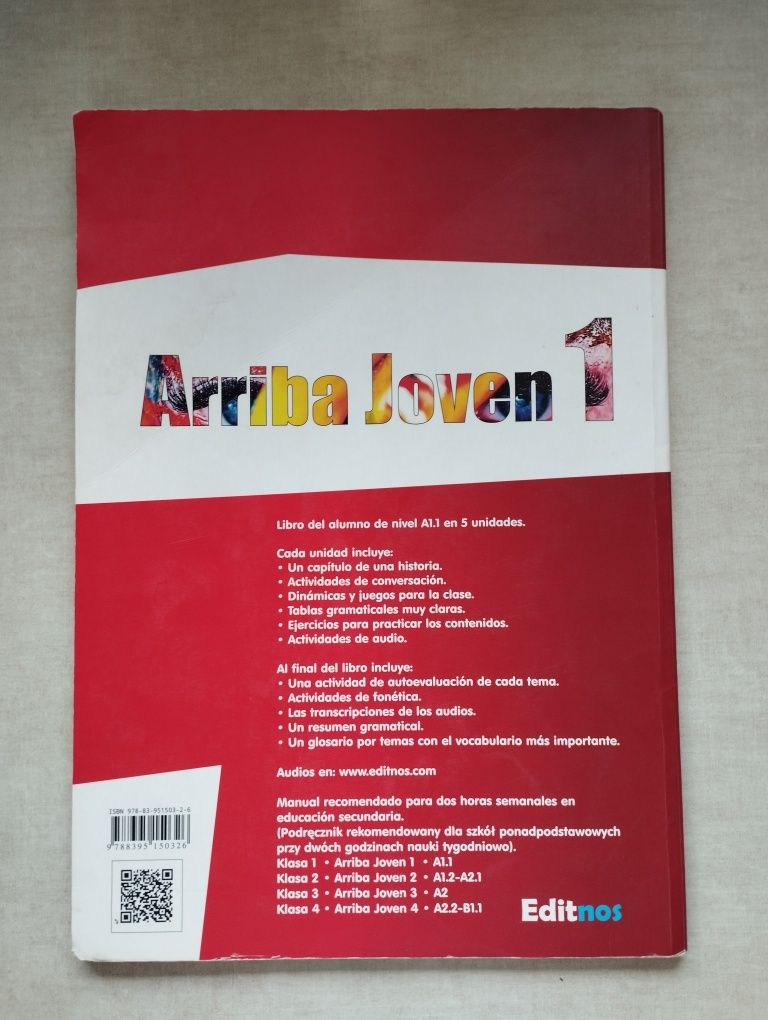 Arriba Joven 1
Libro del alumno de nivel A1.1 en 5 unidades.
Cada unidad incluye:
• Un capítulo de una historia.
• Actividades de conversación.
• Dinámicas y juegos para la clase.
• Tablas gramaticales muy claras.
• Ejercicios para practicar los contenidos.
• Actividades de audio.
Al final del libro incluye:
• Una actividad de autoevaluación de cada tema.
• Actividades de fonética.
• Las transcripciones de los audios.
• Un resumen gramatical.
• Un glosario por temas con el vocabulario más importante.
Audios en: www.editnos.com
Manual recomendado para dos horas semanales en
educación secundaria.
(Podręcznik rekomendowany dla szkół ponadpodstawowych
przy dwóch godzinach nauki tygodniowo).
Klasa 1 • Arriba Joven 1 • A1.1
Klasa 2 • Arriba Joven 2 • A1.2-A2.1
Klasa 3 • Arriba Joven 3 • A2
Klasa 4 • Arriba Joven 4 • A2.2-B1.1
Editnos
ISBN 978-83-951503-2-6
9 788395 150326